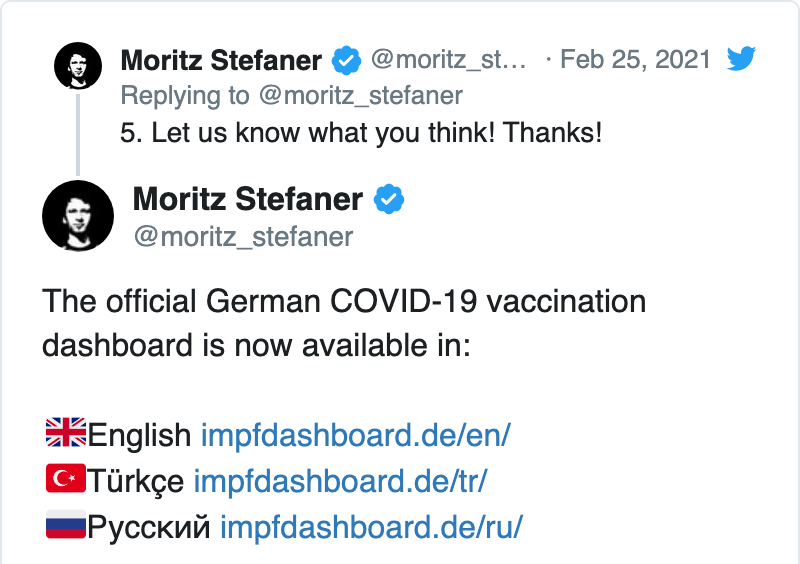 Moritz Stefaner @moritz_st... · Feb 25, 2021
Replying to @moritz_stefaner
5. Let us know what you think! Thanks!
Moritz Stefaner
@moritz_stefaner
The official German COVID-19 vaccination
dashboard is now available in:
🇬🇧English impfdashboard.de/en/
🇹🇷Türkçe impfdashboard.de/tr/
🇷🇺Русский impfdashboard.de/ru/